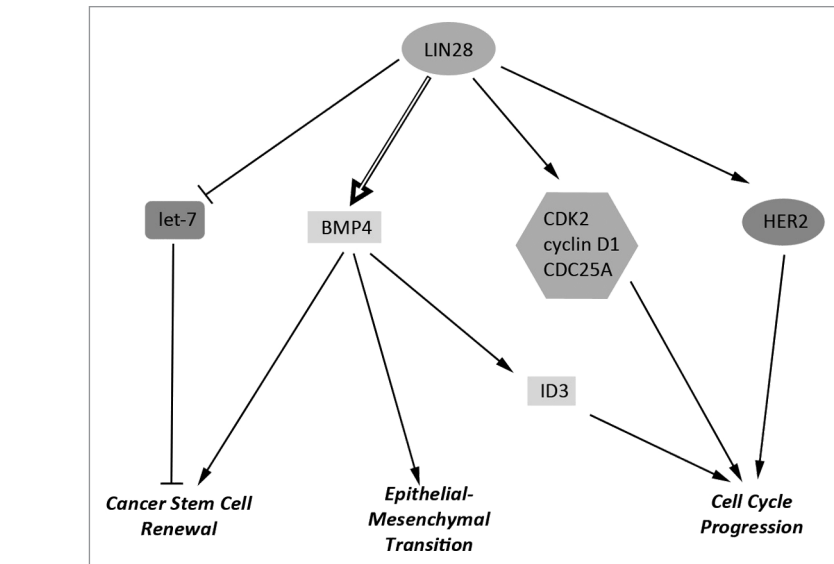 LIN28
let-7
BMP4
CDK2
cyclin D1
CDC25A
HER2
ID3
Cancer Stem Cell
Renewal
Epithelial-
Mesenchymal
Transition
Cell Cycle
Progression